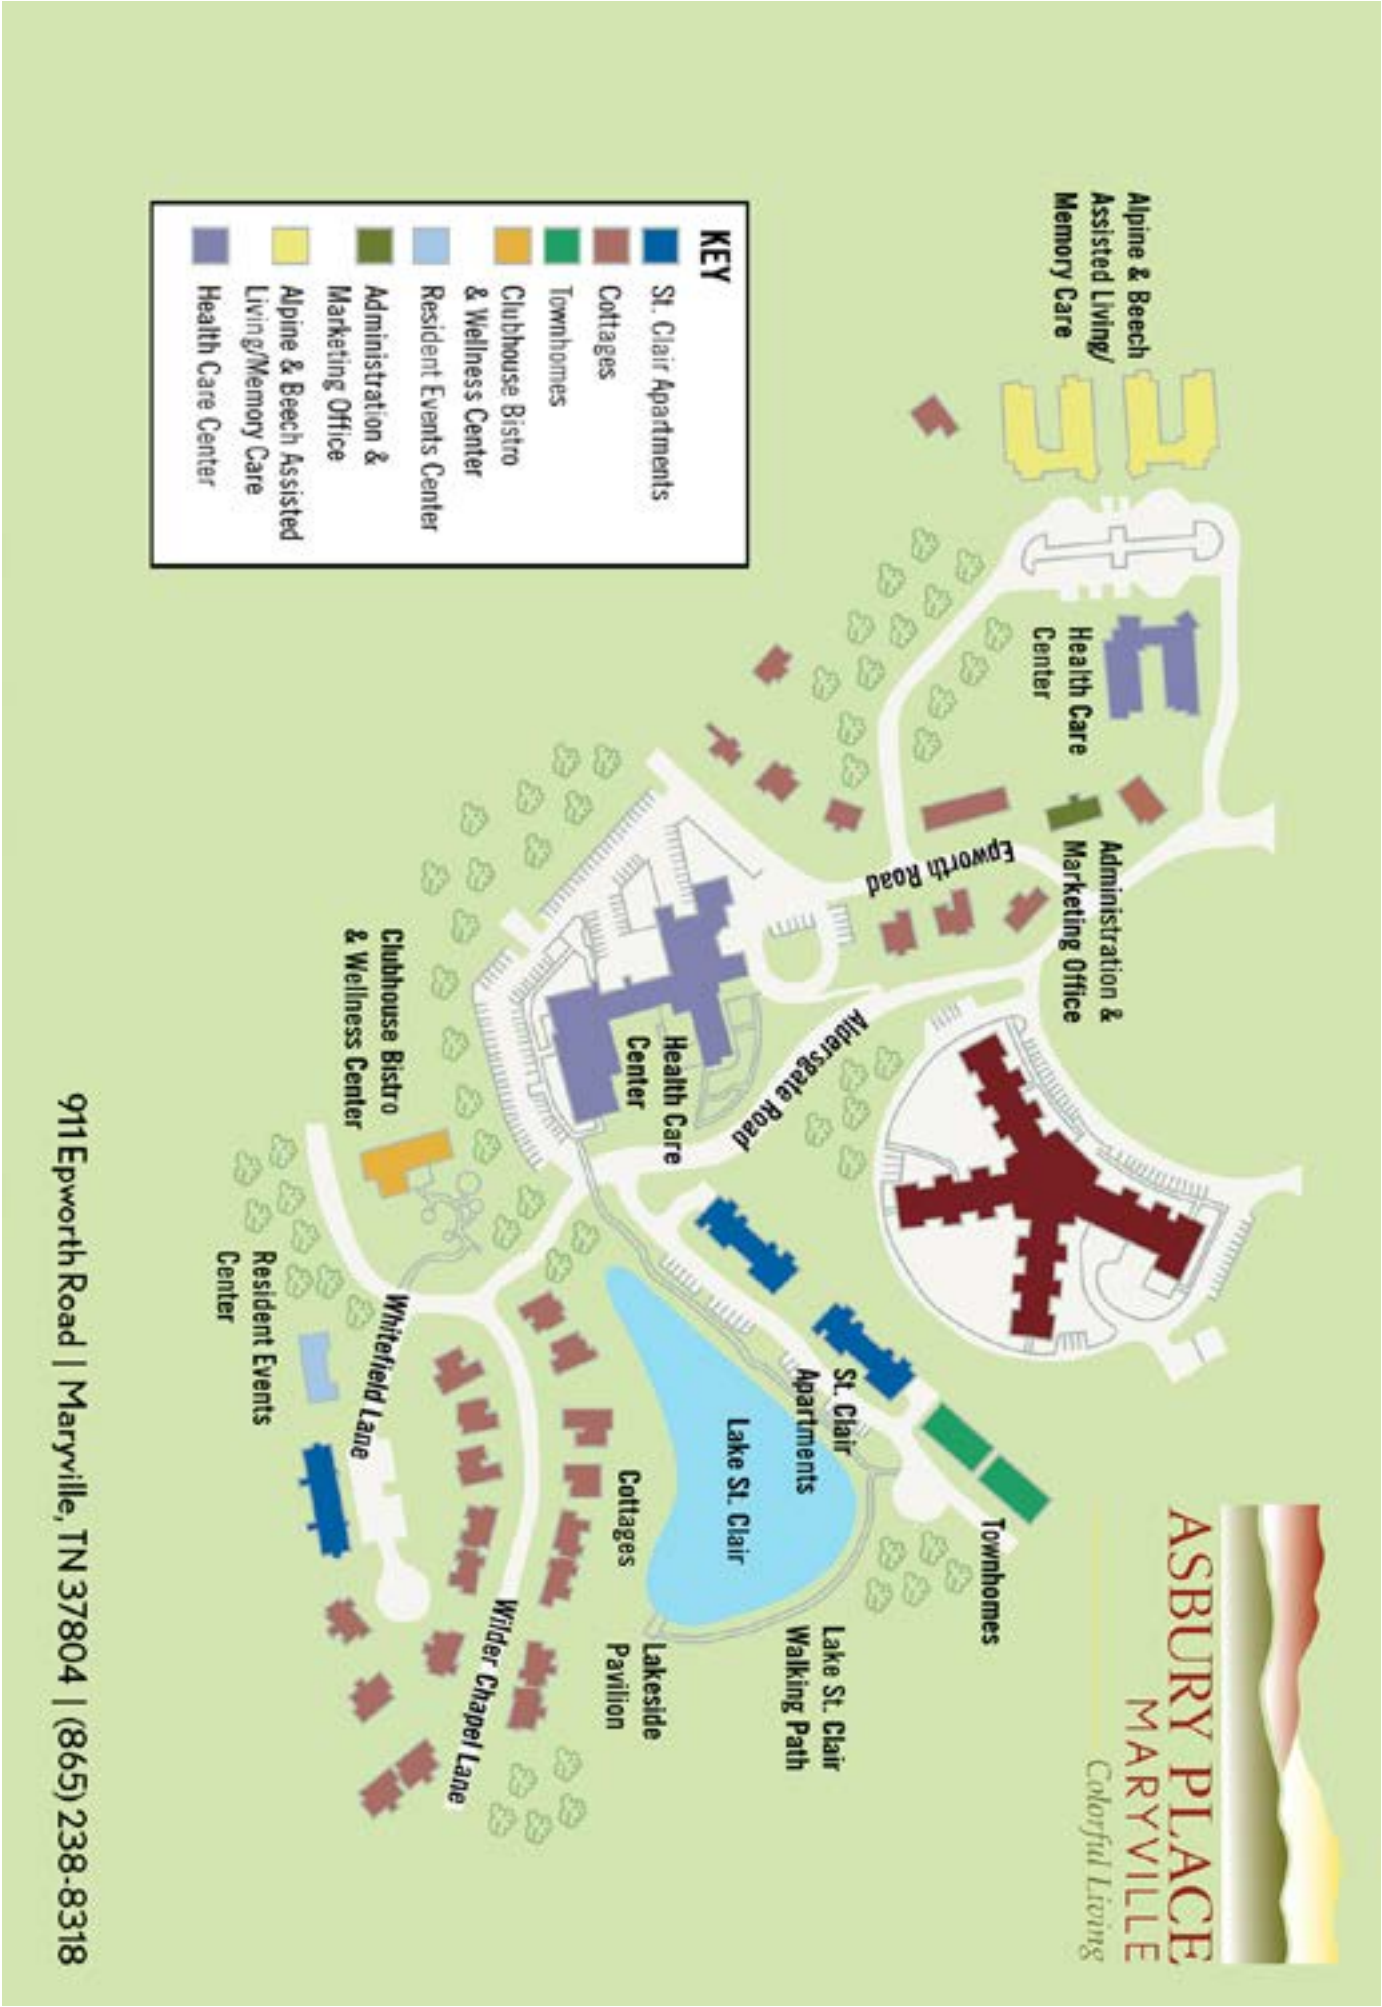 ASBURY PLACE
MARYVILLE
Colorful Living
Alpine & Beech
Assisted Living/
Memory Care
Health Care
Center
Administration &
Marketing Office
Epworth Road
Aldersgate Road
Health Care
Center
Townhomes
St. Clair
Apartments
Lake St. Clair
Lake St. Clair
Walking Path
Lakeside
Pavilion
Cottages
Wilder Chapel Lane
Whitefield Lane
Clubhouse Bistro
& Wellness Center
Resident Events
Center
KEY
St. Clair Apartments
Cottages
Townhomes
Clubhouse Bistro
& Wellness Center
Resident Events Center
Administration &
Marketing Office
Alpine & Beech Assisted
Living/Memory Care
Health Care Center
911 Epworth Road | Maryville, TN 37804 | (865) 238-8318